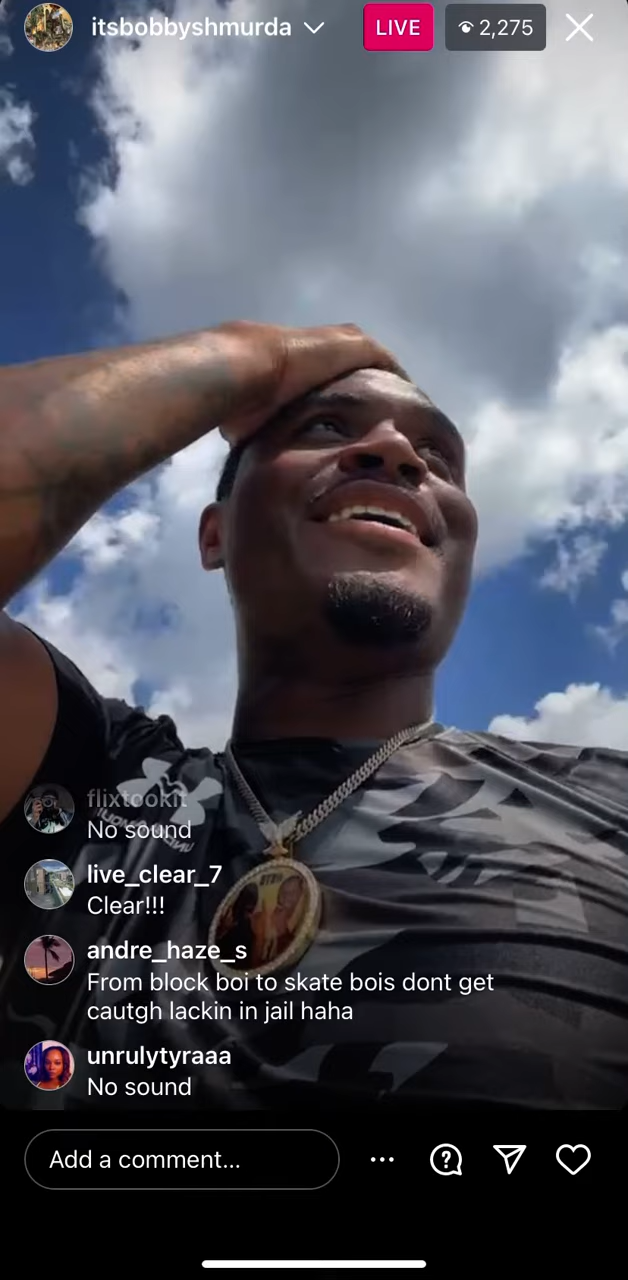 itsbobbyshmurda
LIVE
2,275
flixtookit
No sound
live_clear_7
Clear!!!
andre_haze_s
From block boi to skate bois dont get
cautgh lackin in jail haha
unrulytyraaa
No sound
Add a comment...